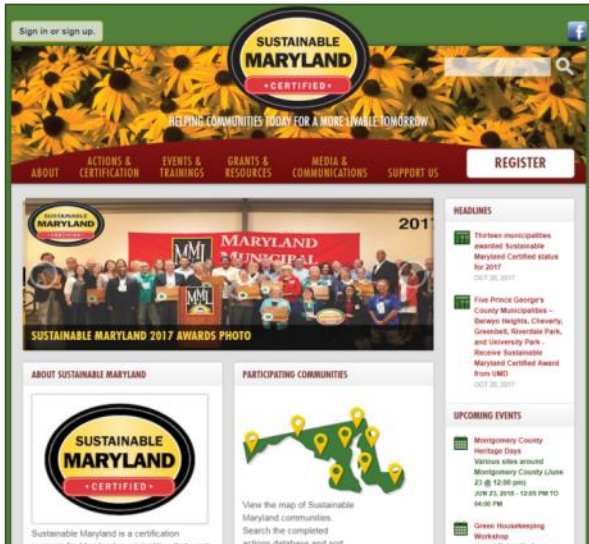 Sign in or sign up.
SUSTAINABLE
MARYLAND
• CERTIFIED •
HELPING COMMUNITIES TODAY FOR A MORE LIVABLE TOMORROW
REGISTER
ABOUT
ACTIONS &
CERTIFICATION
EVENTS &
TRAININGS
GRANTS &
RESOURCES
MEDIA &
COMMUNICATIONS
SUPPORT US
SUSTAINABLE
MARYLAND
2017
MML
MARYLAND
MUNICIPAL
MML
SUSTAINABLE MARYLAND 2017 AWARDS PHOTO
ABOUT SUSTAINABLE MARYLAND
SUSTAINABLE
MARYLAND
• CERTIFIED •
Sustainable Maryland is a certification
PARTICIPATING COMMUNITIES
View the map of Sustainable
Maryland communities.
Search the completed
actions database and sort
HEADLINES
Thirteen municipalities
awarded Sustainable
Maryland Certified status
for 2017
OCT 25, 2017
Five Prince George's
County Municipalities –
Berwyn Heights, Cheverly,
Greenbelt, Riverdale Park,
and University Park -
Receive Sustainable
Maryland Certified Award
from UMD
OCT 25, 2017
UPCOMING EVENTS
Montgomery County
Heritage Days
Various sites around
Montgomery County (June
23 @ 12:00 pm)
JUN 23, 2018 - 12:00 PM TO
04:00 PM
Green Housekeeping
Workshop